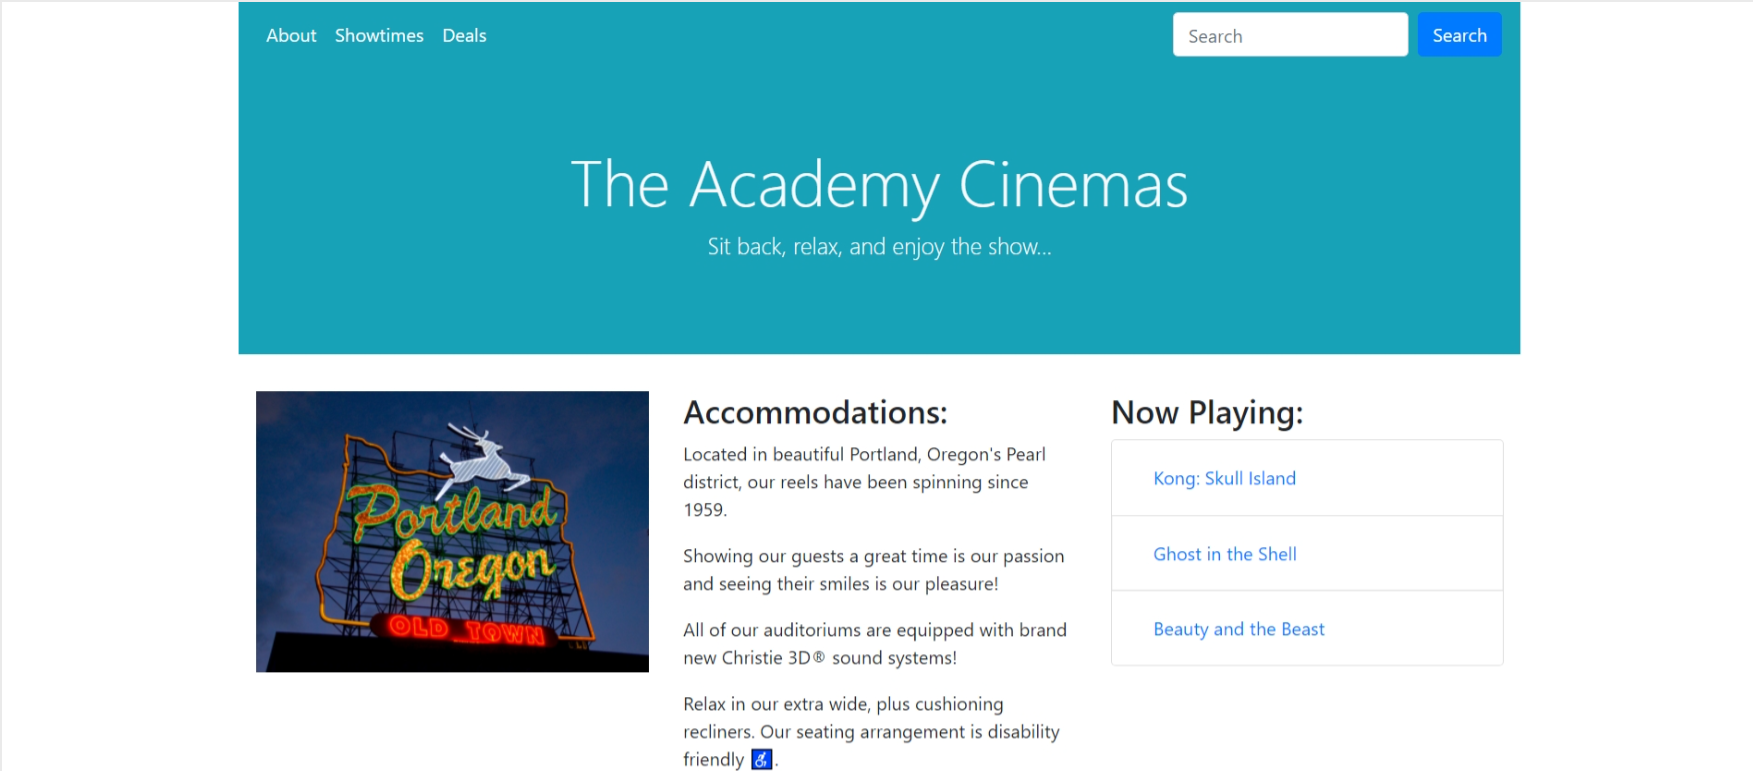 About Showtimes Deals Search Search
The Academy Cinemas
Sit back, relax, and enjoy the show...
Portland
Oregon
OLD TOWN
Accommodations:
Located in beautiful Portland, Oregon's Pearl
district, our reels have been spinning since
1959.
Showing our guests a great time is our passion
and seeing their smiles is our pleasure!
All of our auditoriums are equipped with brand
new Christie 3D® sound systems!
Relax in our extra wide, plus cushioning
recliners. Our seating arrangement is disability
friendly ♿.
Now Playing:
Kong: Skull Island
Ghost in the Shell
Beauty and the Beast